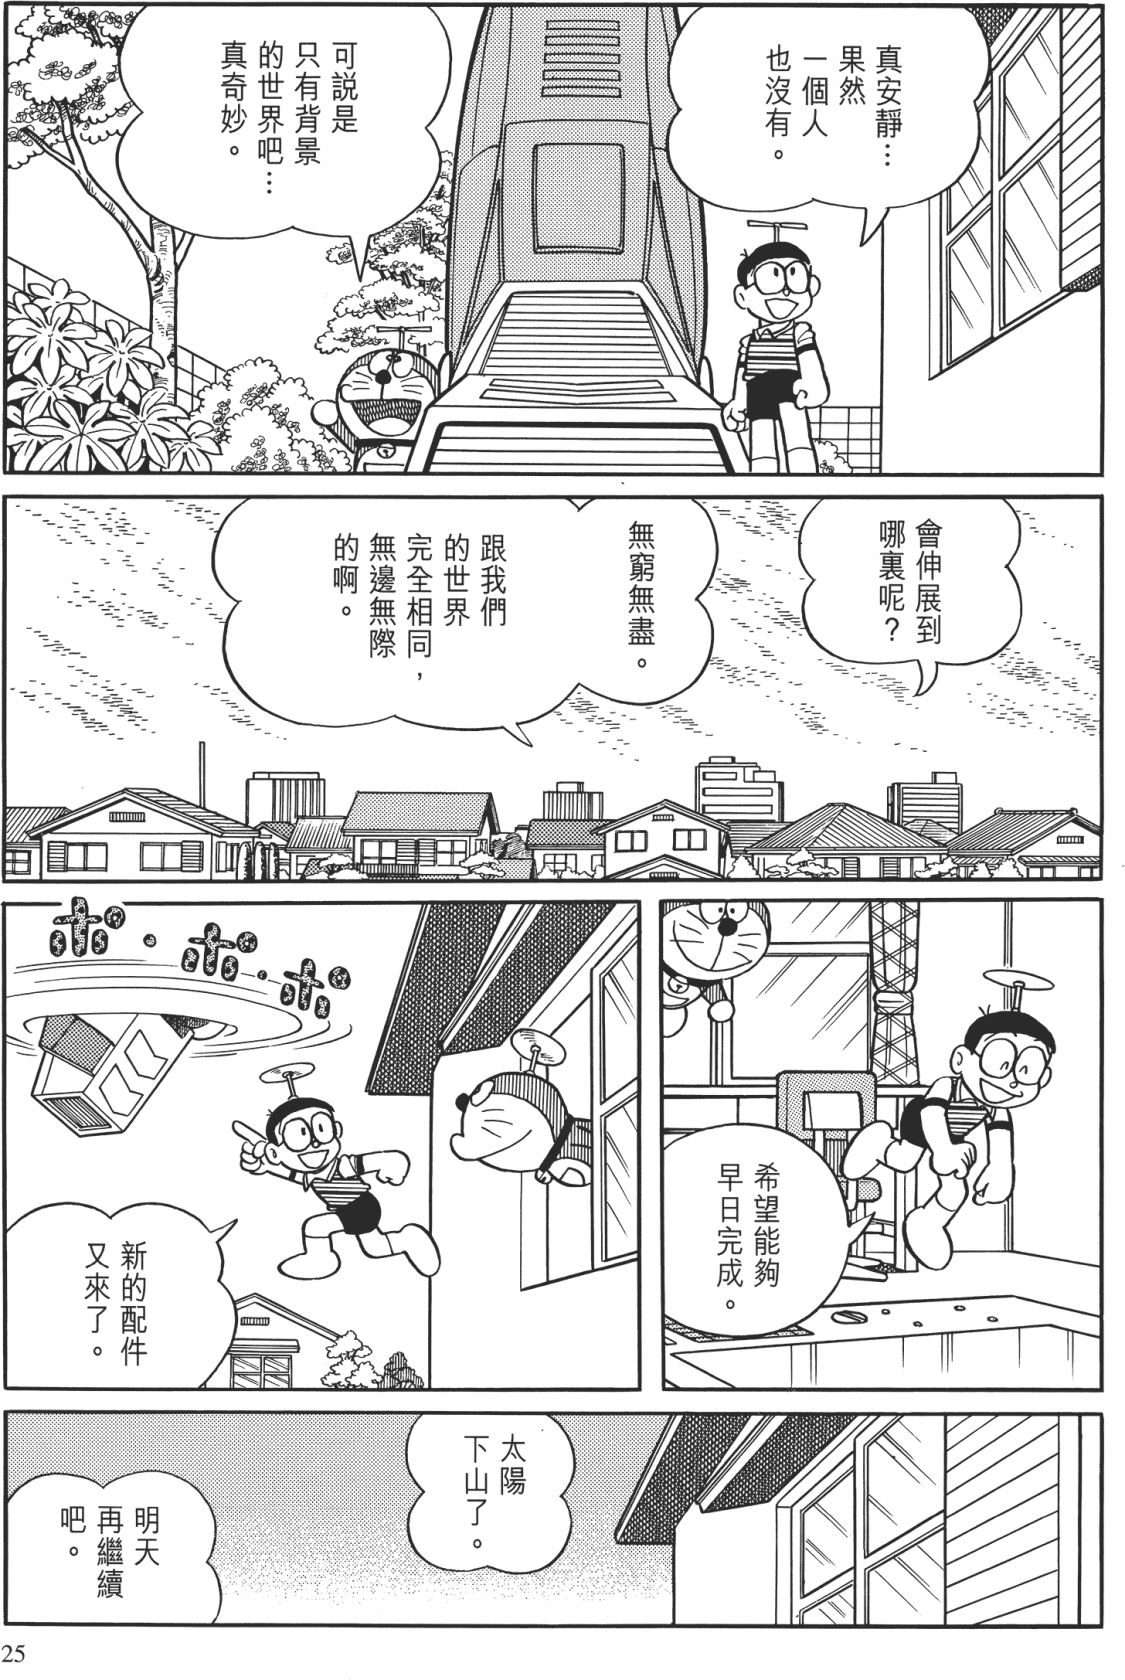 真安靜…
果然
一個人
也沒有。
可說是
只有背景
的世界吧…
真奇妙。
會伸展到
哪裏呢？
無窮無盡。
跟我們
的世界
完全相同，
無邊無際
的啊。
希望能夠
早日完成。
ポ・ポ・ポ
新的配件
又來了。
太陽
下山了。
明天
再繼續
吧。
25